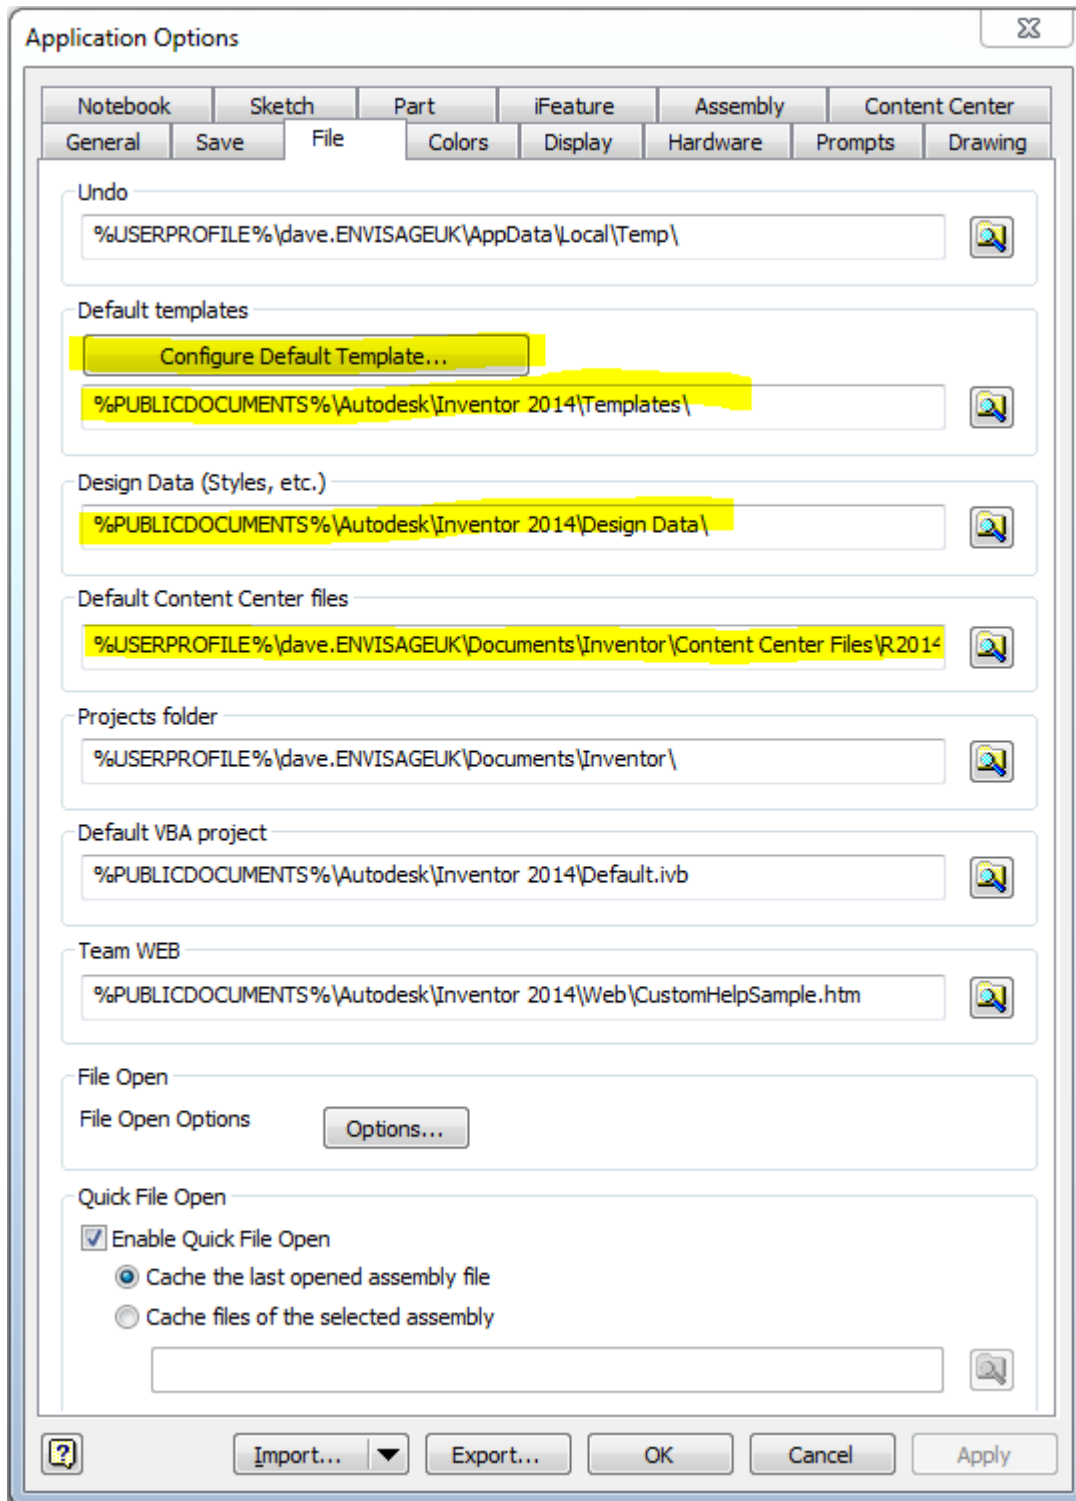 Application Options
Notebook Sketch Part iFeature Assembly Content Center
General Save File Colors Display Hardware Prompts Drawing
Undo
%USERPROFILE%\dave.ENVISAGEUK\AppData\Local\Temp\
Default templates
Configure Default Template...
%PUBLICDOCUMENTS%\Autodesk\Inventor 2014\Templates\
Design Data (Styles, etc.)
%PUBLICDOCUMENTS%\Autodesk\Inventor 2014\Design Data\
Default Content Center files
%USERPROFILE%\dave.ENVISAGEUK\Documents\Inventor\Content Center Files\R2014
Projects folder
%USERPROFILE%\dave.ENVISAGEUK\Documents\Inventor\
Default VBA project
%PUBLICDOCUMENTS%\Autodesk\Inventor 2014\Default.ivb
Team WEB
%PUBLICDOCUMENTS%\Autodesk\Inventor 2014\Web\CustomHelpSample.htm
File Open
File Open Options Options...
Quick File Open
Enable Quick File Open
Cache the last opened assembly file
Cache files of the selected assembly
? Import... Export... OK Cancel Apply